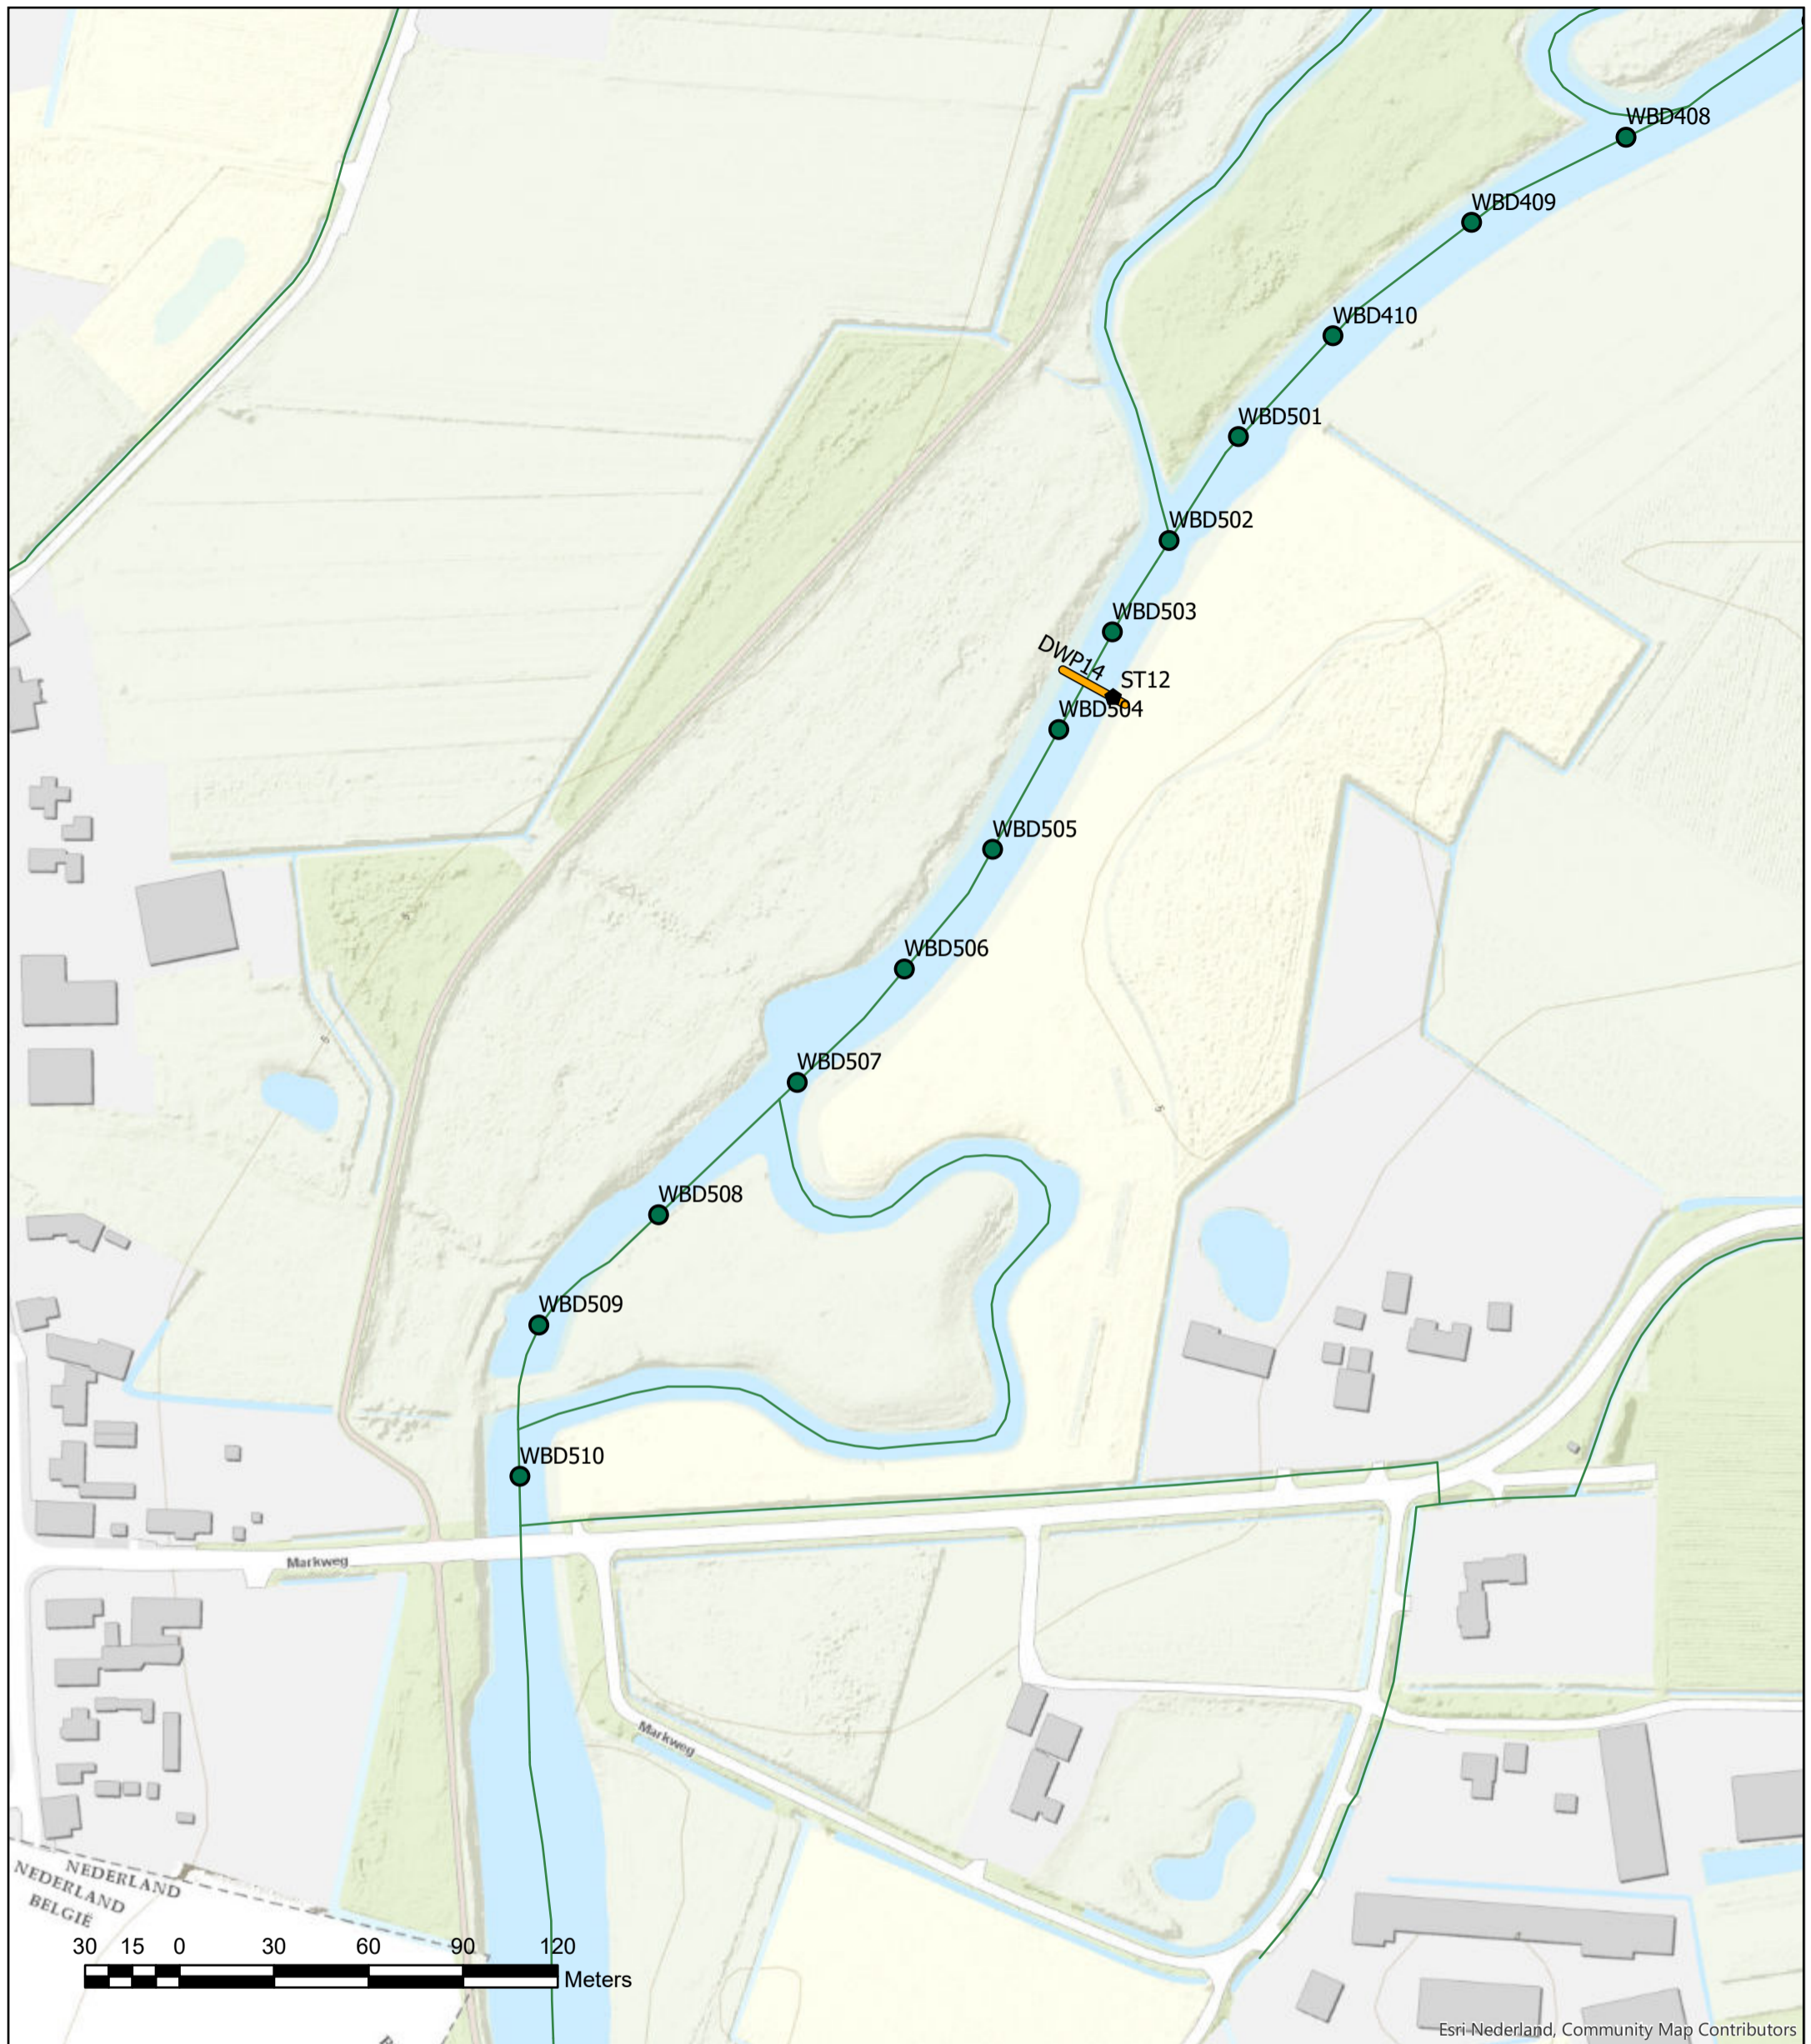 WBD408
WBD409
WBD410
WBD501
WBD502
WBD503
DWP14
ST12
WBD504
WBD505
WBD506
WBD507
WBD508
WBD509
WBD510
Markweg
Markweg
NEDERLAND
NEDERLAND
BELGIË
30 15 0 30 60 90 120
Meters
Esri Nederland, Community Map Contributors